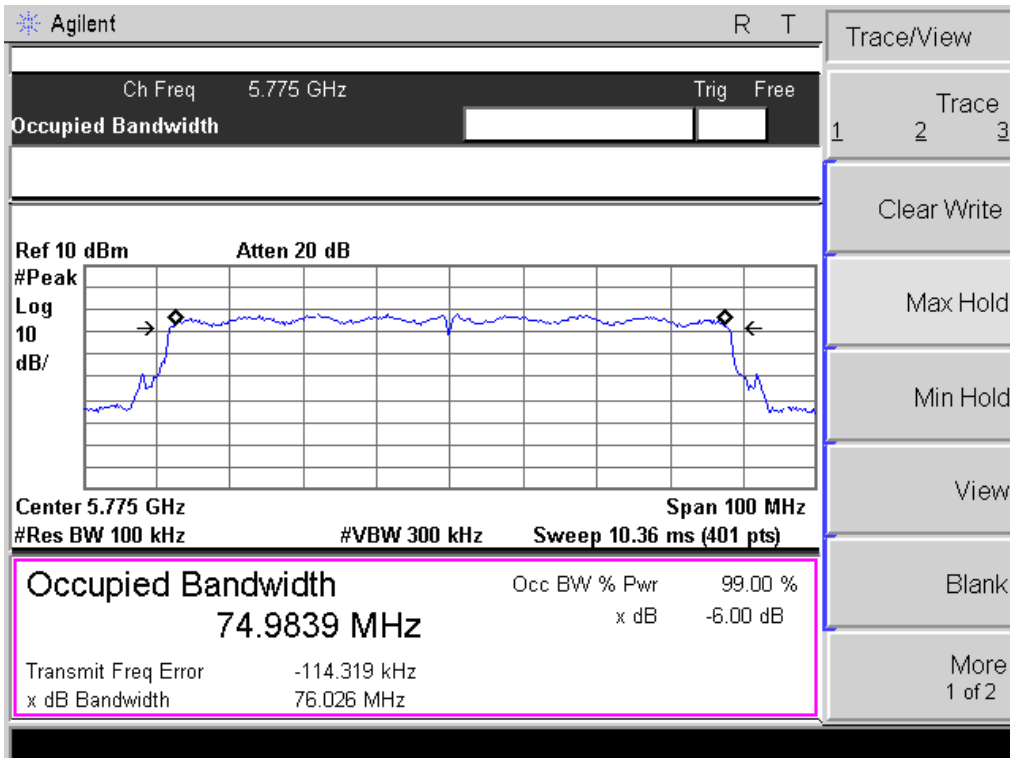 Agilent R T
Ch Freq 5.775 GHz Trig Free
Occupied Bandwidth
Ref 10 dBm Atten 20 dB
#Peak
Log
10
dB/
Center 5.775 GHz Span 100 MHz
#Res BW 100 kHz #VBW 300 kHz Sweep 10.36 ms (401 pts)
Occupied Bandwidth
74.9839 MHz
Occ BW % Pwr 99.00 %
x dB -6.00 dB
Transmit Freq Error -114.319 kHz
x dB Bandwidth 76.026 MHz
Trace/View
Trace
1 2 3
Clear Write
Max Hold
Min Hold
View
Blank
More
1 of 2